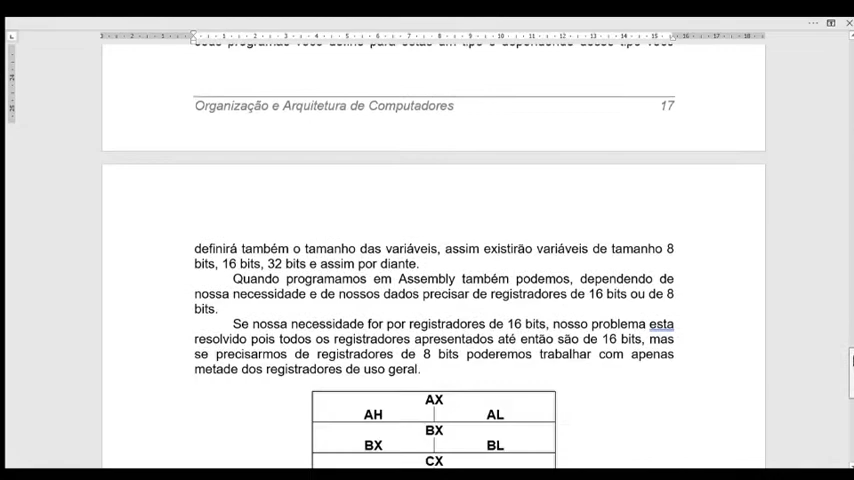 Organização e Arquitetura de Computadores 17
definirá também o tamanho das variáveis, assim existirão variáveis de tamanho 8
bits, 16 bits, 32 bits e assim por diante.
Quando programamos em Assembly também podemos, dependendo de
nossa necessidade e de nossos dados precisar de registradores de 16 bits ou de 8
bits.
Se nossa necessidade for por registradores de 16 bits, nosso problema esta
resolvido pois todos os registradores apresentados até então são de 16 bits, mas
se precisarmos de registradores de 8 bits poderemos trabalhar com apenas
metade dos registradores de uso geral.
AX
AH AL
BX
BX BL
CX